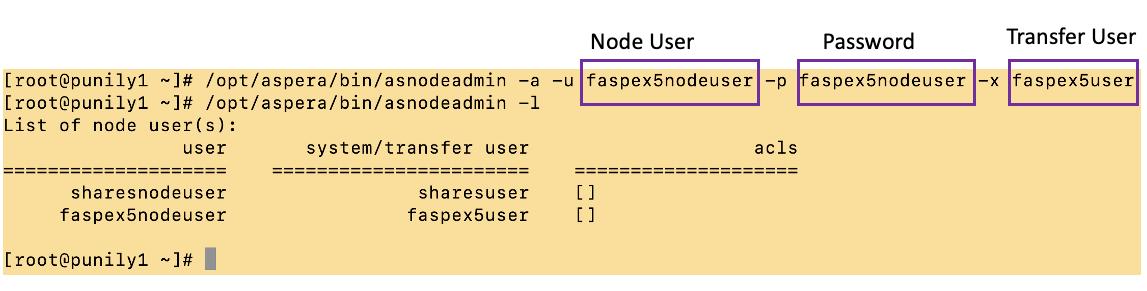 Node User Password Transfer User
[root@punily1 ~]# /opt/aspera/bin/asnodeadmin -a -u faspex5nodeuser -p faspex5nodeuser -x faspex5user
[root@punily1 ~]# /opt/aspera/bin/asnodeadmin -l
List of node user(s):
user system/transfer user acls
==================== ======================= ====================
sharesnodeuser sharesuser []
faspex5nodeuser faspex5user []
[root@punily1 ~]#